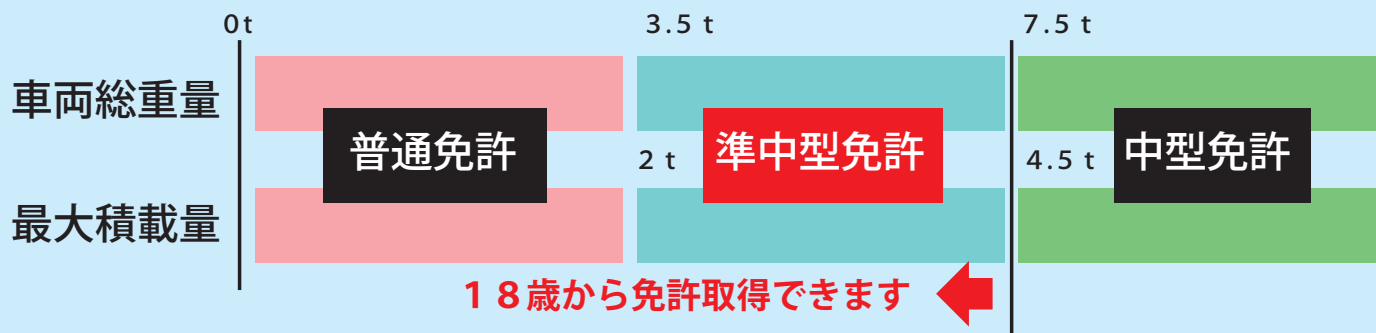 0t 3.5 t 7.5 t
車両総重量
普通免許 準中型免許 中型免許
2 t 4.5 t
最大積載量
18歳から免許取得できます